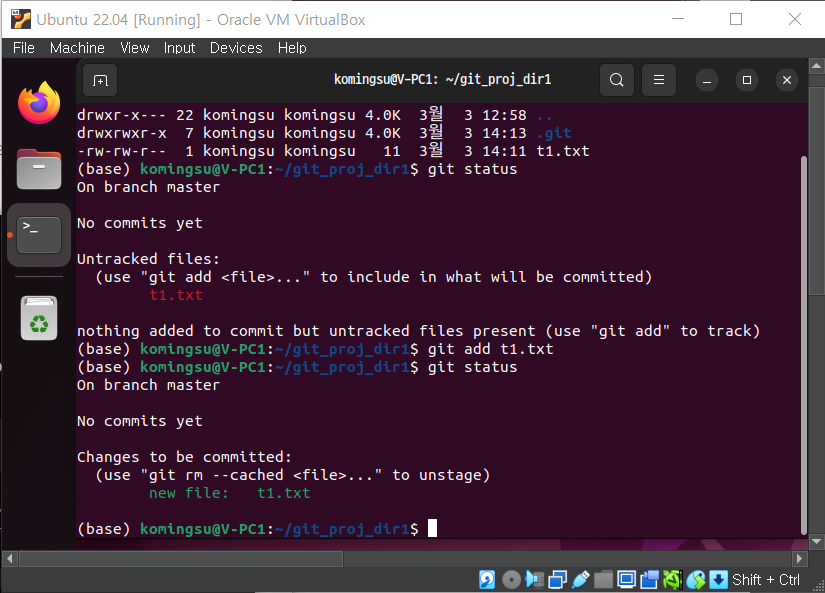 Ubuntu 22.04 [Running] - Oracle VM VirtualBox
File Machine View Input Devices Help
komingsu@V-PC1: ~/git_proj_dir1
drwxr-x--- 22 komingsu komingsu 4.0K  3월  3 12:58 ..
drwxrwxr-x  7 komingsu komingsu 4.0K  3월  3 14:13 .git
-rw-rw-r--  1 komingsu komingsu   11  3월  3 14:11 t1.txt
(base) komingsu@V-PC1:~/git_proj_dir1$ git status
On branch master
No commits yet
Untracked files:
  (use "git add <file>..." to include in what will be committed)
        t1.txt
nothing added to commit but untracked files present (use "git add" to track)
(base) komingsu@V-PC1:~/git_proj_dir1$ git add t1.txt
(base) komingsu@V-PC1:~/git_proj_dir1$ git status
On branch master
No commits yet
Changes to be committed:
  (use "git rm --cached <file>..." to unstage)
        new file:   t1.txt
(base) komingsu@V-PC1:~/git_proj_dir1$
Shift + Ctrl